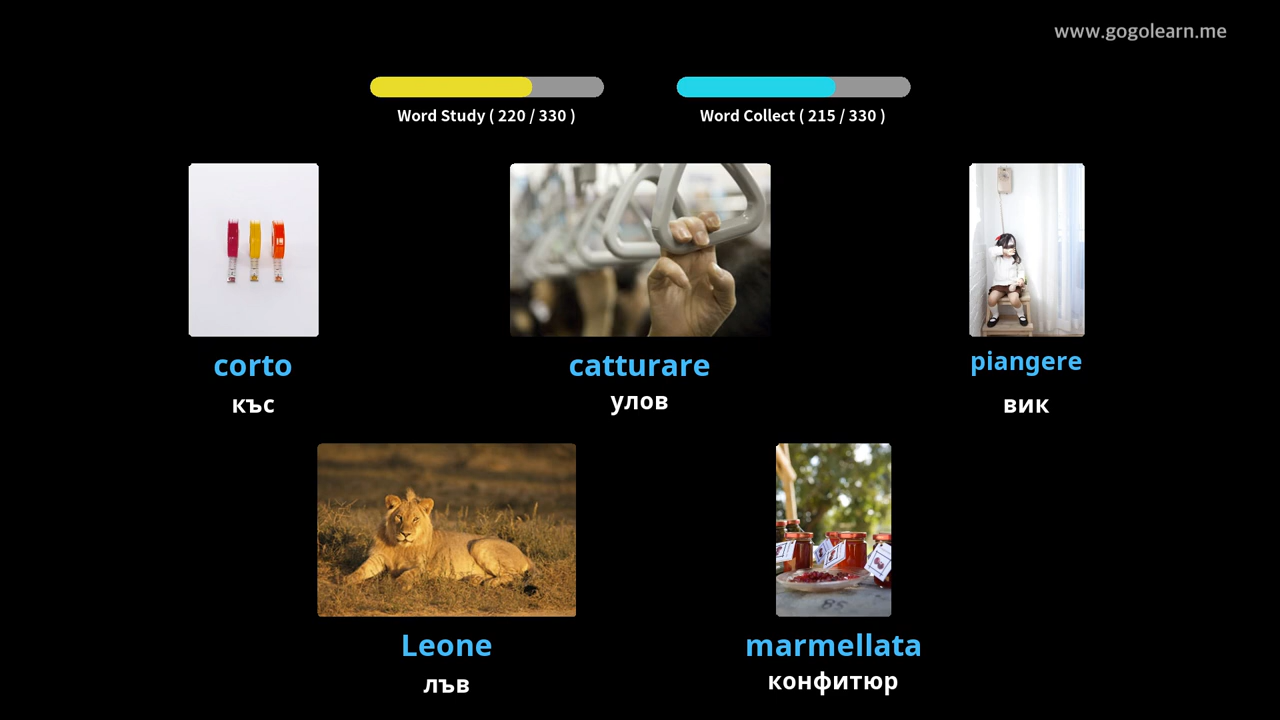 www.gogolearn.me
Word Study ( 220 / 330 )
Word Collect ( 215 / 330 )
corto
catturare
piangere
къс
улов
вик
Leone
marmellata
лъв
конфитюр